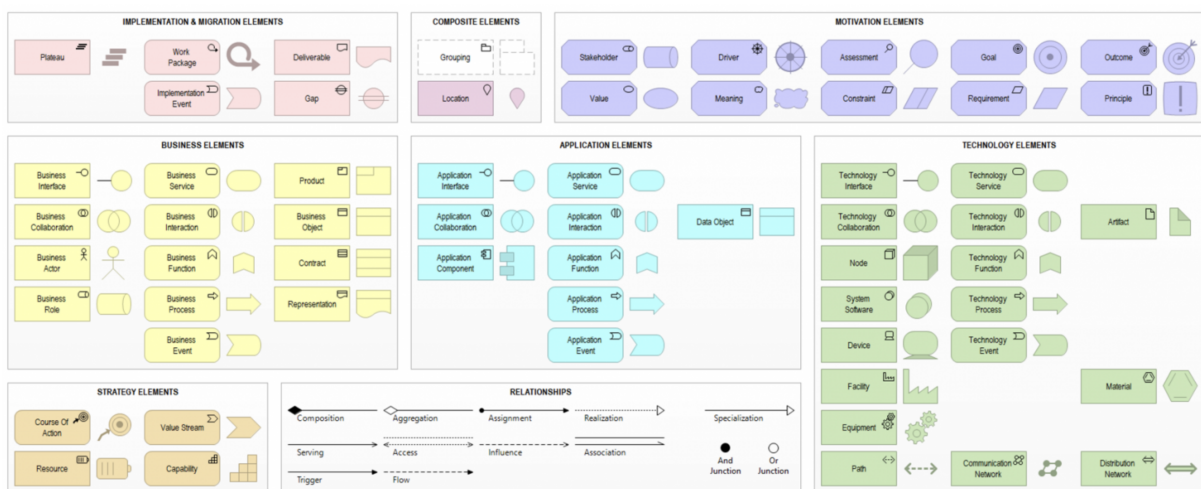 IMPLEMENTATION & MIGRATION ELEMENTS
Plateau
Work
Package
Deliverable
Implementation
Event
Gap
COMPOSITE ELEMENTS
Grouping
Location
MOTIVATION ELEMENTS
Stakeholder
Driver
Assessment
Goal
Outcome
Value
Meaning
Constraint
Requirement
Principle
BUSINESS ELEMENTS
Business
Interface
Business
Service
Product
Business
Collaboration
Business
Interaction
Business
Object
Business
Actor
Business
Function
Contract
Business
Role
Business
Process
Representation
Business
Event
APPLICATION ELEMENTS
Application
Interface
Application
Service
Application
Collaboration
Application
Interaction
Data Object
Application
Component
Application
Function
Application
Process
Application
Event
TECHNOLOGY ELEMENTS
Technology
Interface
Technology
Service
Technology
Collaboration
Technology
Interaction
Artifact
Node
Technology
Function
System
Software
Technology
Process
Device
Technology
Event
Facility
Material
Equipment
Path
Communication
Network
Distribution
Network
STRATEGY ELEMENTS
Course Of
Action
Value Stream
Resource
Capability
RELATIONSHIPS
Composition
Aggregation
Assignment
Realization
Specialization
Serving
Access
Influence
Association
And
Junction
Or
Junction
Trigger
Flow